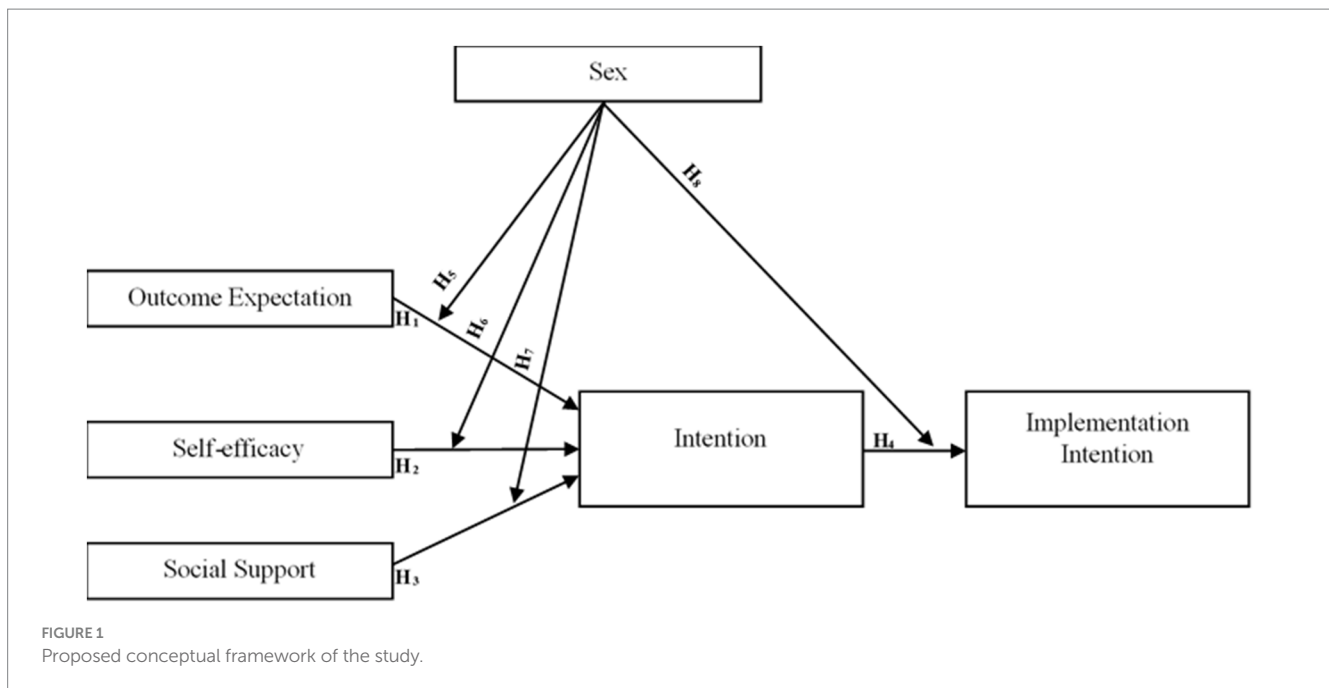 Sex
H₈
H₅
Outcome Expectation
H₁
H₆
H₇
Self-efficacy
H₂
Intention
H₄
Implementation
Intention
Social Support
H₃
FIGURE 1
Proposed conceptual framework of the study.